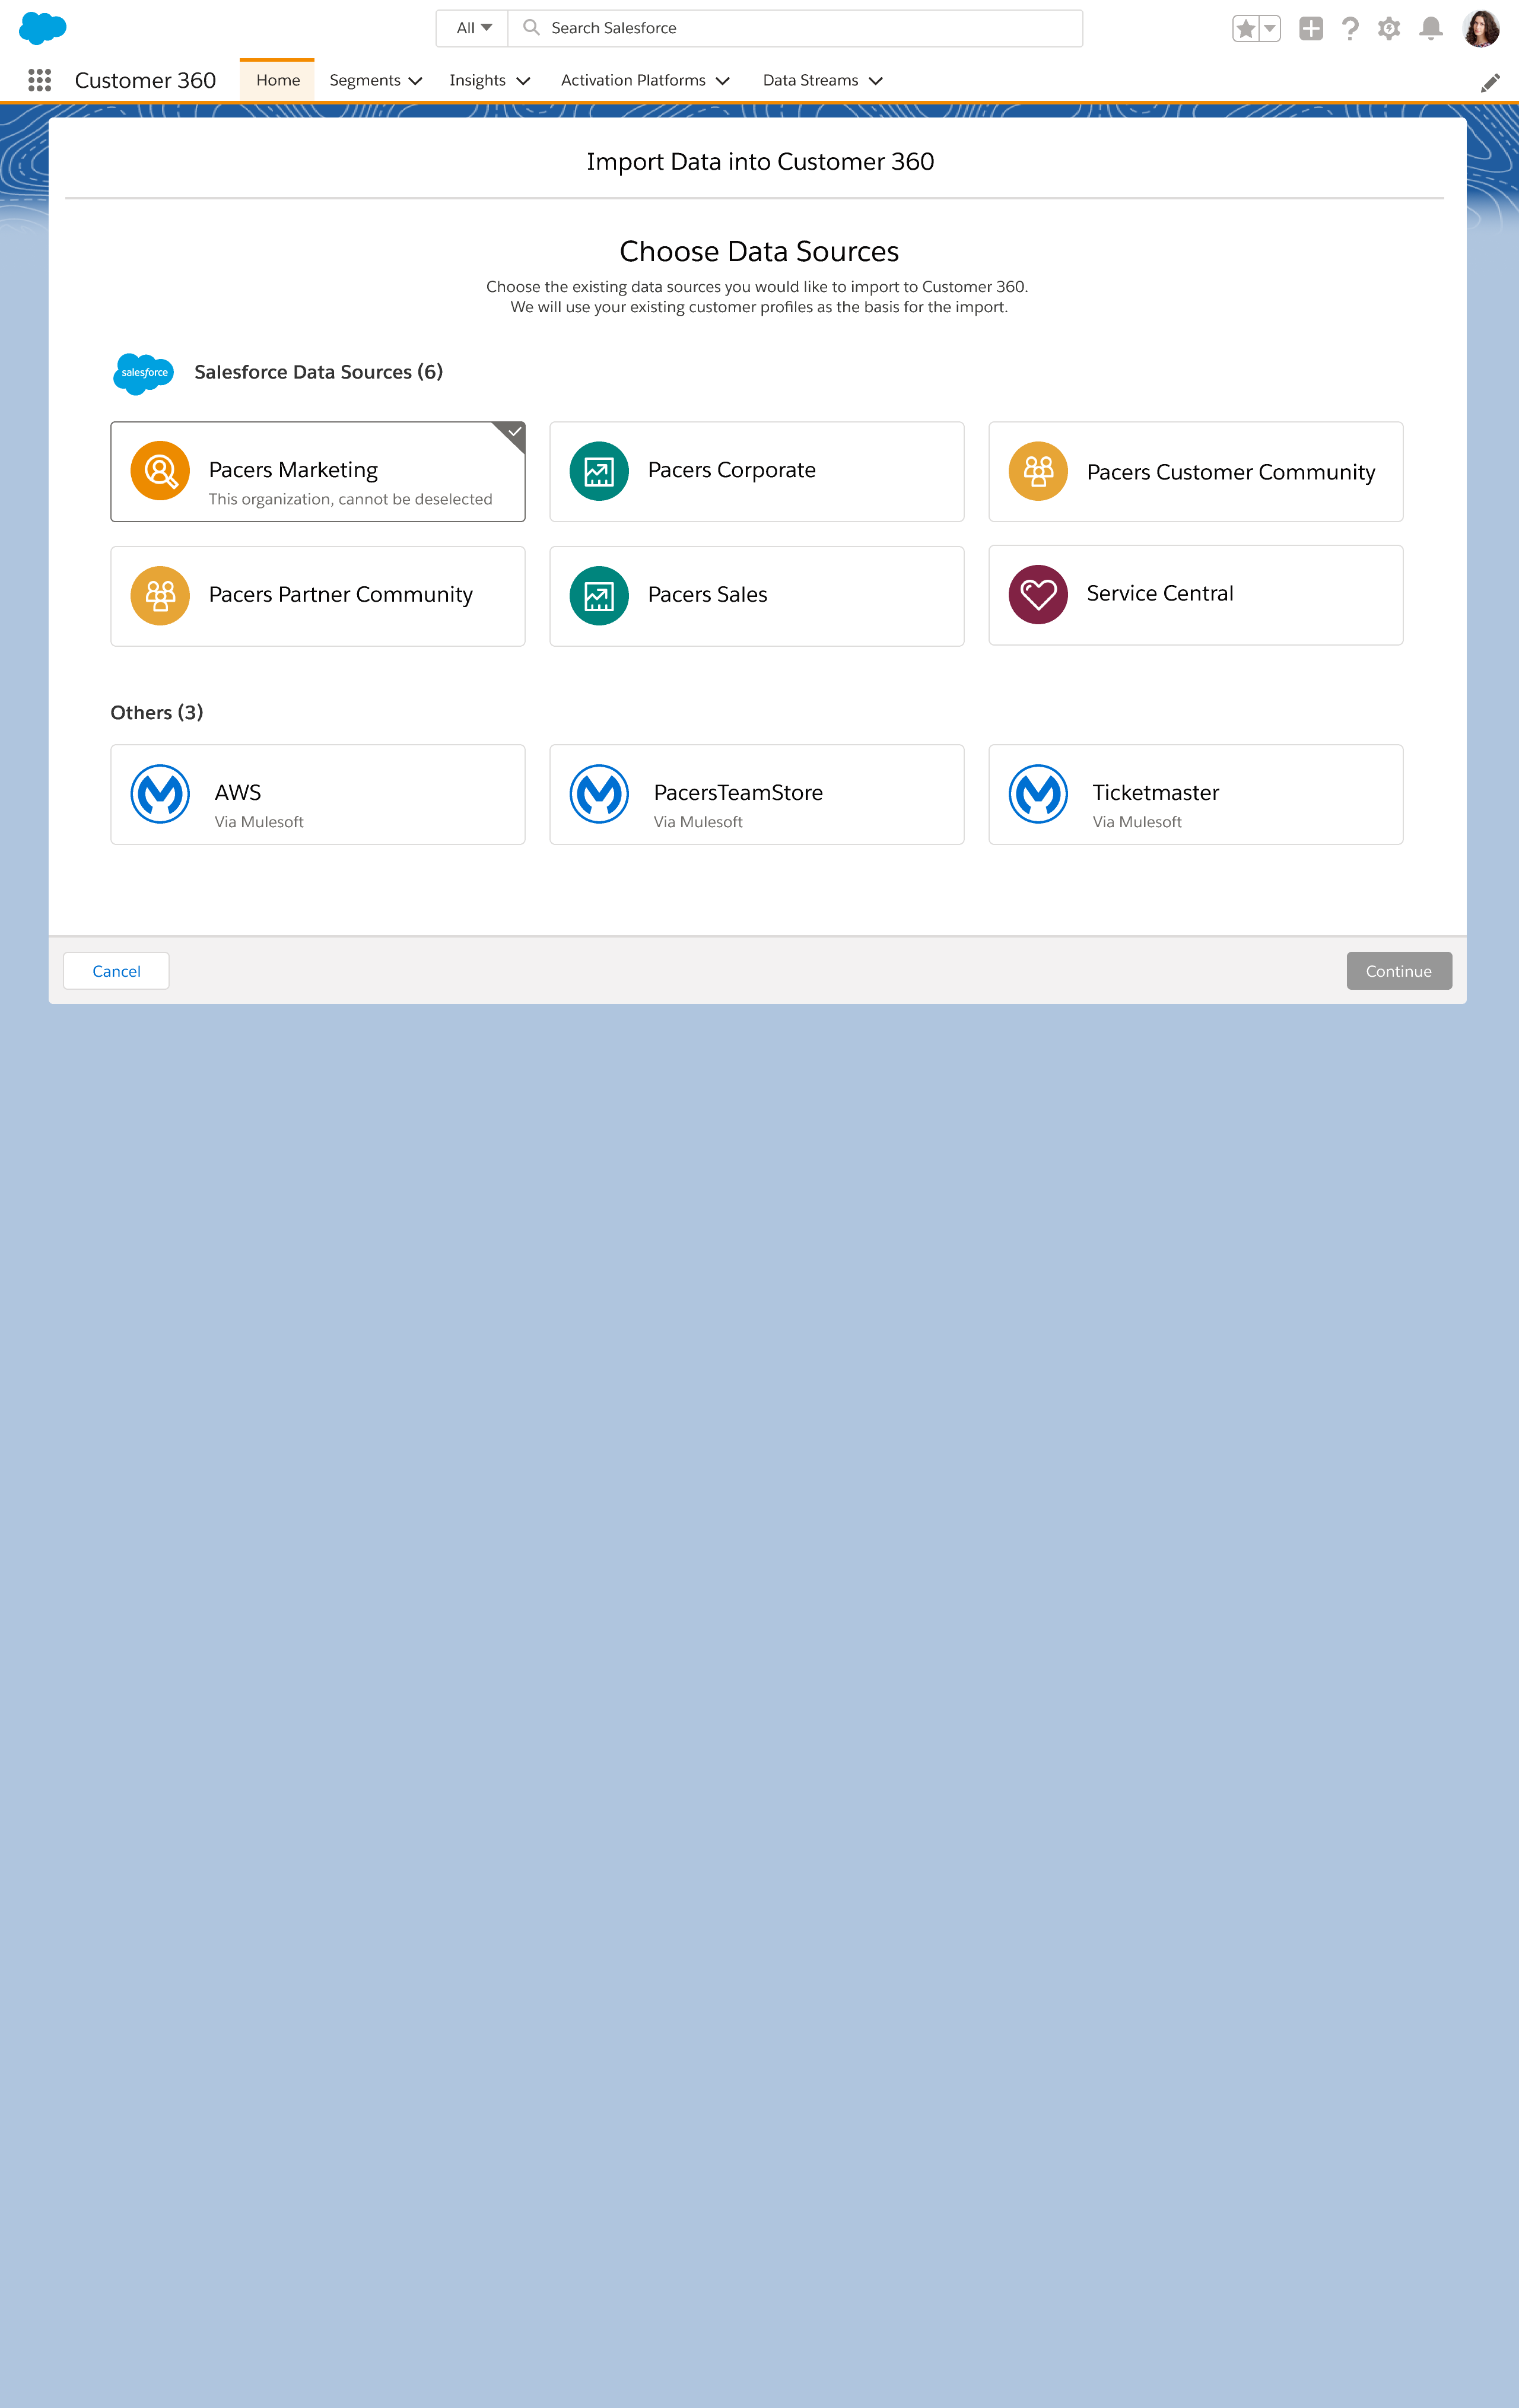 All
Search Salesforce
Customer 360
Home
Segments
Insights
Activation Platforms
Data Streams
Import Data into Customer 360
Choose Data Sources
Choose the existing data sources you would like to import to Customer 360.
We will use your existing customer profiles as the basis for the import.
salesforce
Salesforce Data Sources (6)
Pacers Marketing
This organization, cannot be deselected
Pacers Corporate
Pacers Customer Community
Pacers Partner Community
Pacers Sales
Service Central
Others (3)
AWS
Via Mulesoft
PacersTeamStore
Via Mulesoft
Ticketmaster
Via Mulesoft
Cancel
Continue